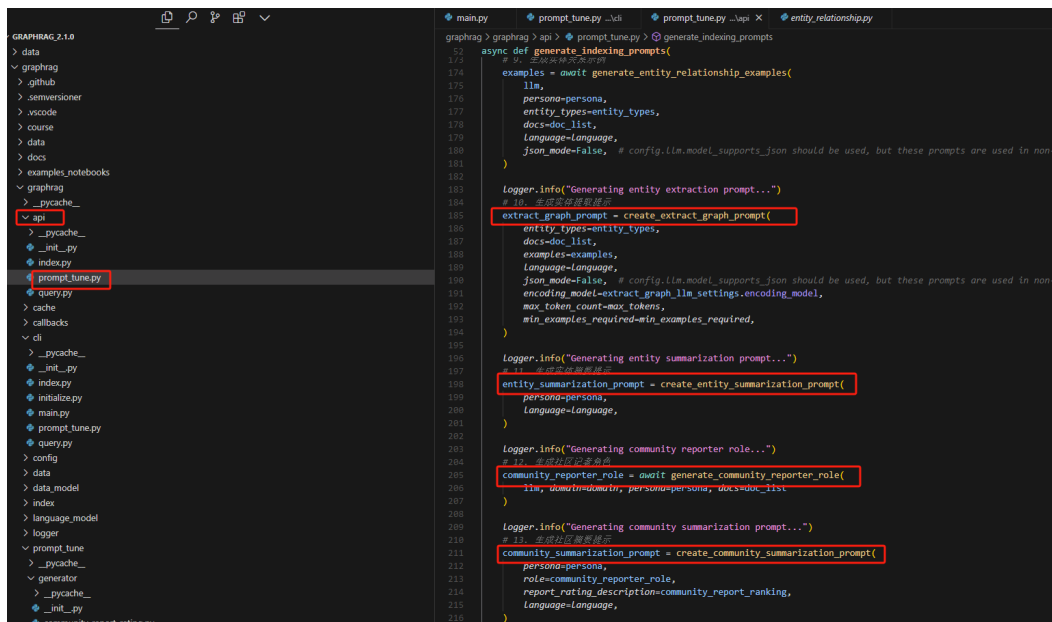 GRAPHRAG_2.1.0
> data
graphrag
> .github
> .semversioner
> .vscode
> course
> data
> docs
> examples_notebooks
graphrag
> __pycache__
api
> __pycache__
__init__.py
index.py
prompt_tune.py
query.py
> cache
> callbacks
cli
> __pycache__
__init__.py
index.py
initialize.py
main.py
prompt_tune.py
query.py
> config
> data
> data_model
> index
> language_model
> logger
prompt_tune
> __pycache__
generator
> __pycache__
__init__.py
main.py
prompt_tune.py ...\cli
prompt_tune.py ...\api
entity_relationship.py
graphrag > graphrag > api > prompt_tune.py > generate_indexing_prompts
52 async def generate_indexing_prompts(
173 # 9. 生成实体关系示例
174 examples = await generate_entity_relationship_examples(
175 llm,
176 persona=persona,
177 entity_types=entity_types,
178 docs=doc_list,
179 language=language,
180 json_mode=False, # config.llm.model_supports_json should be used, but these prompts are used in non-
181 )
182
183 logger.info("Generating entity extraction prompt...")
184 # 10. 生成实体提取提示
185 extract_graph_prompt = create_extract_graph_prompt(
186 entity_types=entity_types,
187 docs=doc_list,
188 examples=examples,
189 language=language,
190 json_mode=False, # config.llm.model_supports_json should be used, but these prompts are used in non-
191 encoding_model=extract_graph_llm_settings.encoding_model,
192 max_token_count=max_tokens,
193 min_examples_required=min_examples_required,
194 )
195
196 logger.info("Generating entity summarization prompt...")
197 # 11. 生成实体摘要提示
198 entity_summarization_prompt = create_entity_summarization_prompt(
199 persona=persona,
200 language=language,
201 )
202
203 logger.info("Generating community reporter role...")
204 # 12. 生成社区记者角色
205 community_reporter_role = await generate_community_reporter_role(
206 llm, domain=domain, persona=persona, docs=doc_list
207 )
208
209 logger.info("Generating community summarization prompt...")
210 # 13. 生成社区摘要提示
211 community_summarization_prompt = create_community_summarization_prompt(
212 persona=persona,
213 role=community_reporter_role,
214 report_rating_description=community_report_ranking,
215 language=language,
216 )